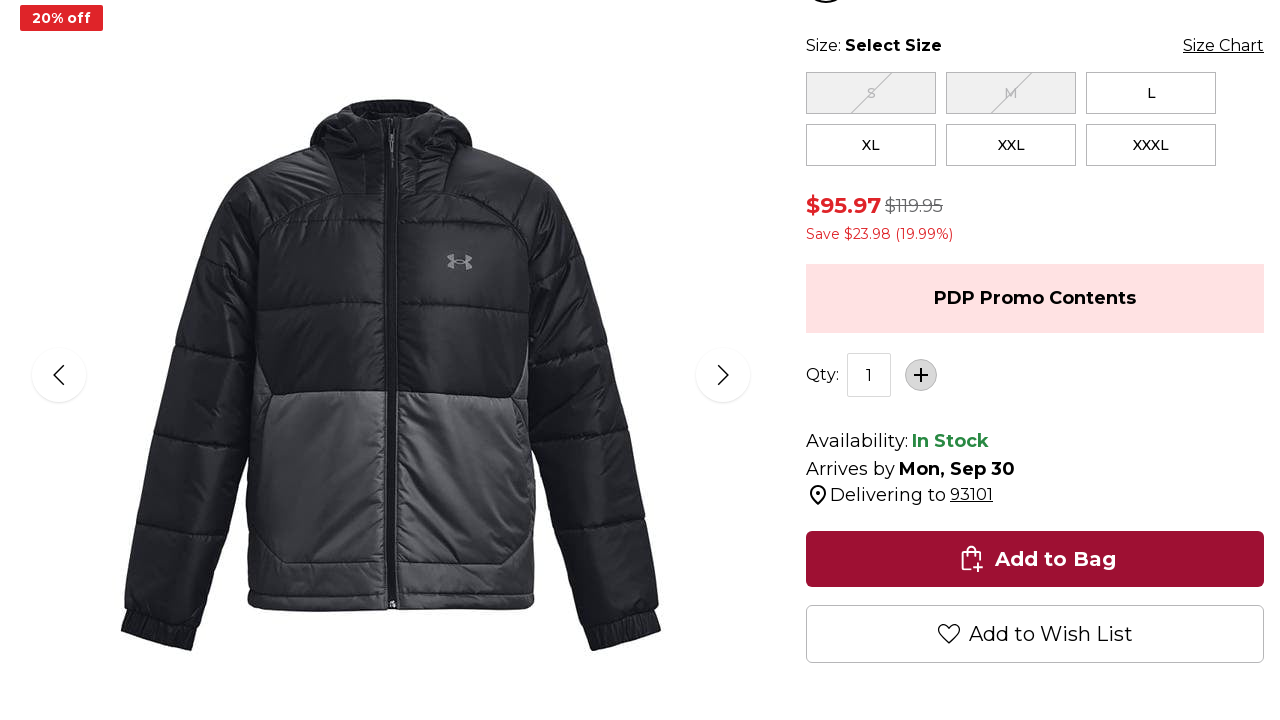 20% off
Size: Select Size
Size Chart
S
M
L
XL
XXL
XXXL
$95.97 $119.95
Save $23.98 (19.99%)
PDP Promo Contents
Qty: 1
Availability: In Stock
Arrives by Mon, Sep 30
Delivering to 93101
Add to Bag
Add to Wish List